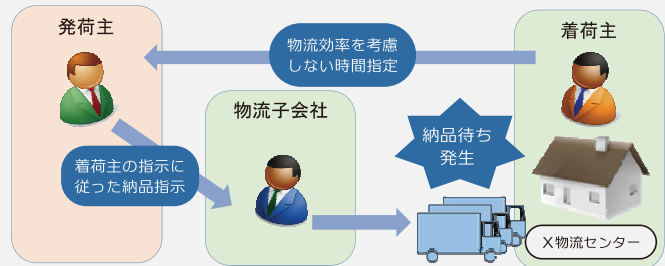 発荷主
物流効率を考慮
しない時間指定
着荷主
物流子会社
納品待ち
発生
着荷主の指示に
従った納品指示
X物流センター